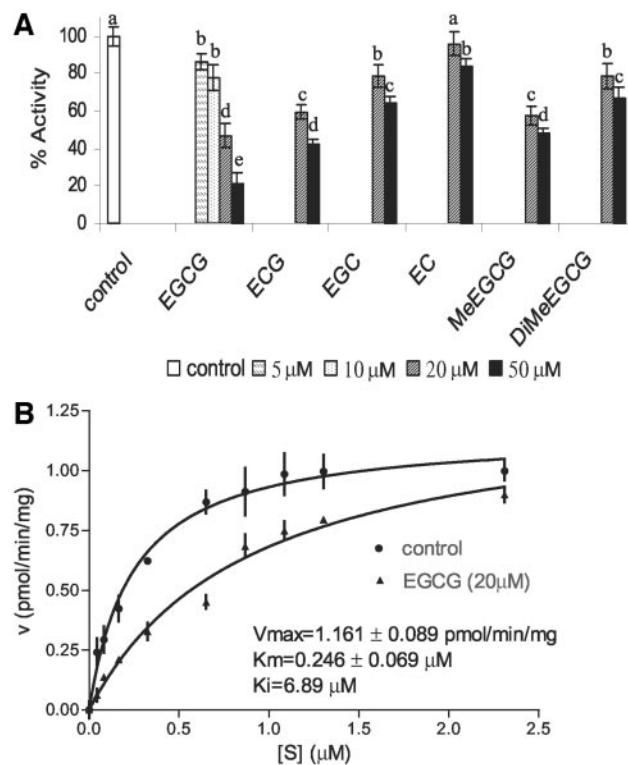 A
a
b b
d
e
c
d
b
c
a
b
c
d
b
c
% Activity
100
80
60
40
20
0
control EGCG ECG EGC EC MeEGCG DiMeEGCG
control 5 μM 10 μM 20 μM 50 μM
B
v (pmol/min/mg)
1.25
1.00
0.75
0.50
0.25
0.00
control
EGCG (20μM)
Vmax=1.161 ± 0.089 pmol/min/mg
Km=0.246 ± 0.069 μM
Ki=6.89 μM
0.0 0.5 1.0 1.5 2.0 2.5
[S] (μM)